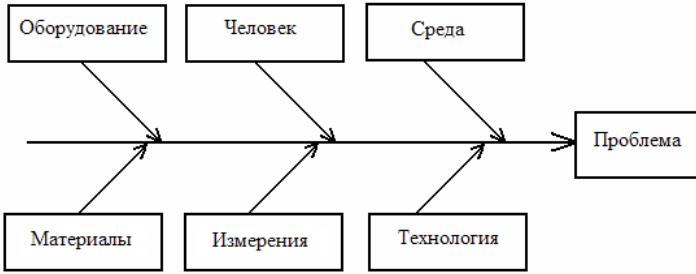 Оборудование
Человек
Среда
Проблема
Материалы
Измерения
Технология